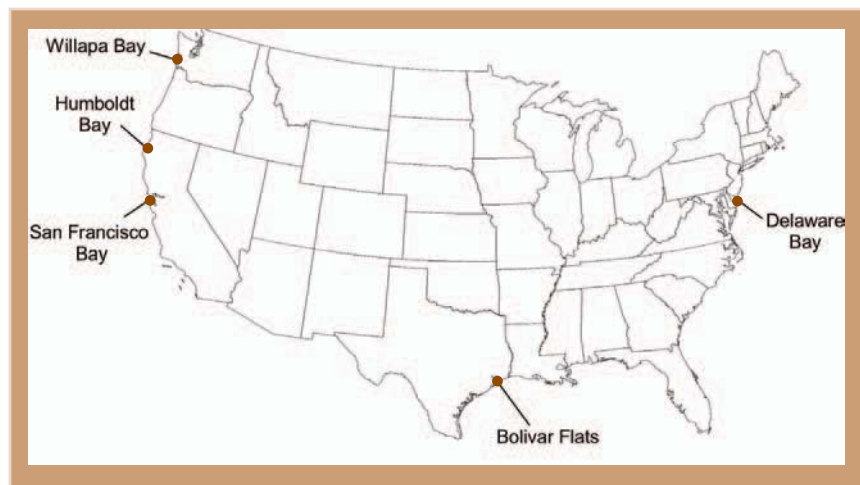 Willapa Bay
Humboldt
Bay
San Francisco
Bay
Delaware
Bay
Bolivar Flats